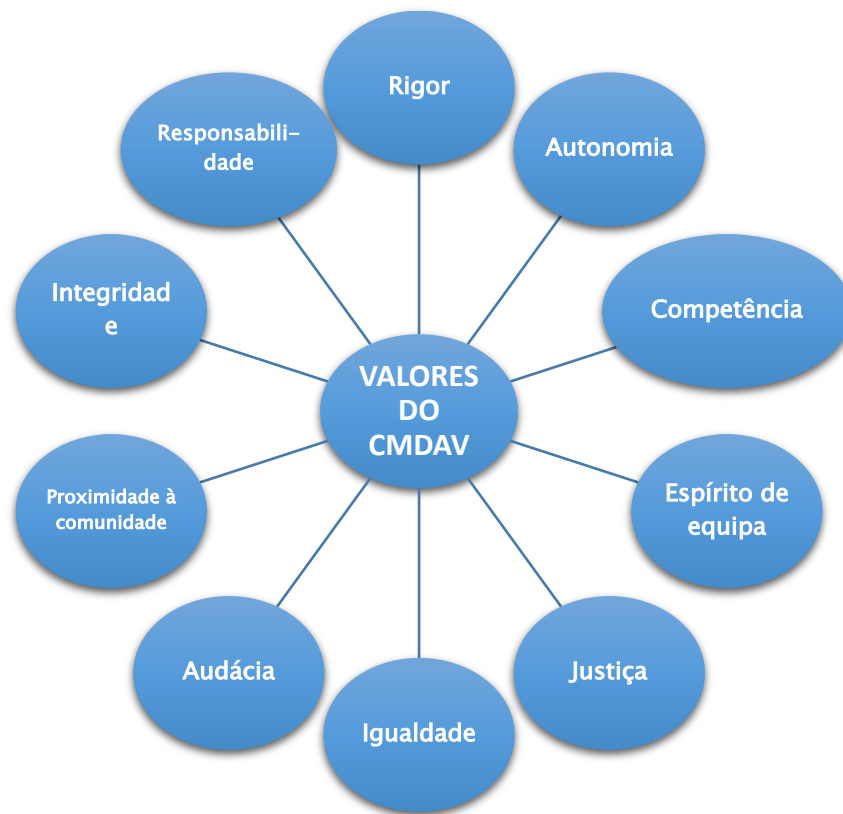 Rigor
Autonomia
Competência
Espírito de
equipa
Justiça
Igualdade
Audácia
Proximidade à
comunidade
Integridad
e
Responsabili-
dade
VALORES
DO
CMDAV